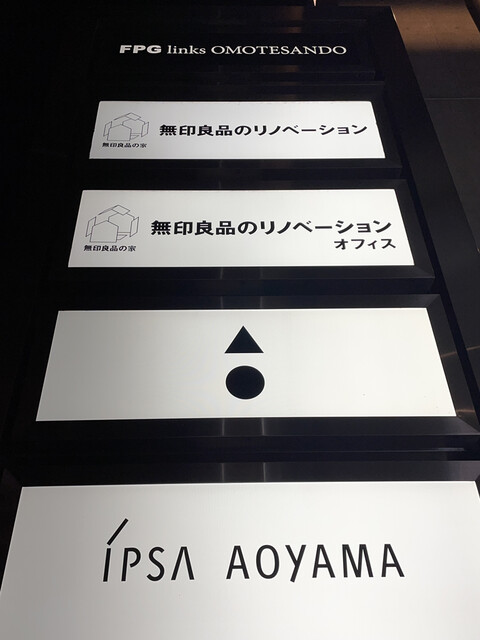 FPG links OMOTESANDO
無印良品の家
無印良品のリノベーション
無印良品の家
無印良品のリノベーション
オフィス
IPSA AOYAMA